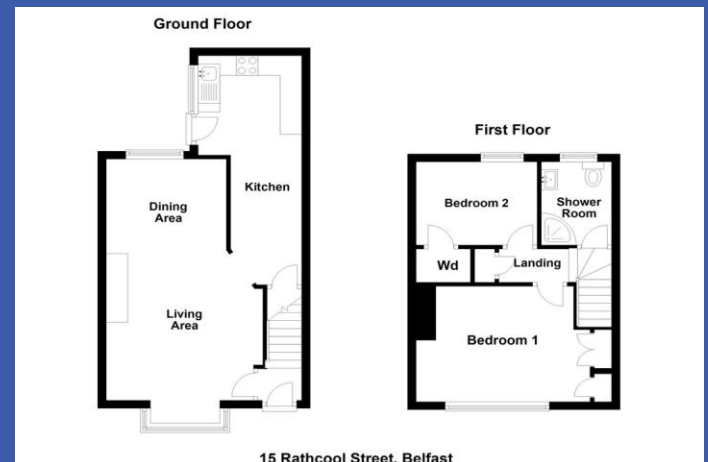 Ground Floor
Kitchen
Dining
Area
Living
Area
First Floor
Bedroom 2
Shower
Room
Wd
Landing
Bedroom 1
15 Rathcool Street, Belfast